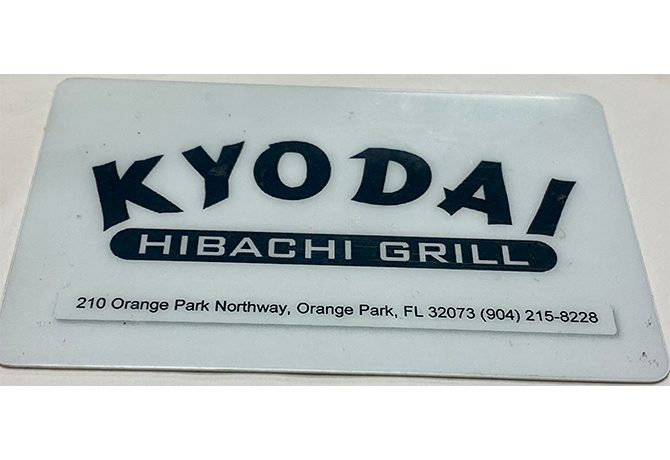 KYODAI
HIBACHI GRILL
210 Orange Park Northway, Orange Park, FL 32073 (904) 215-8228